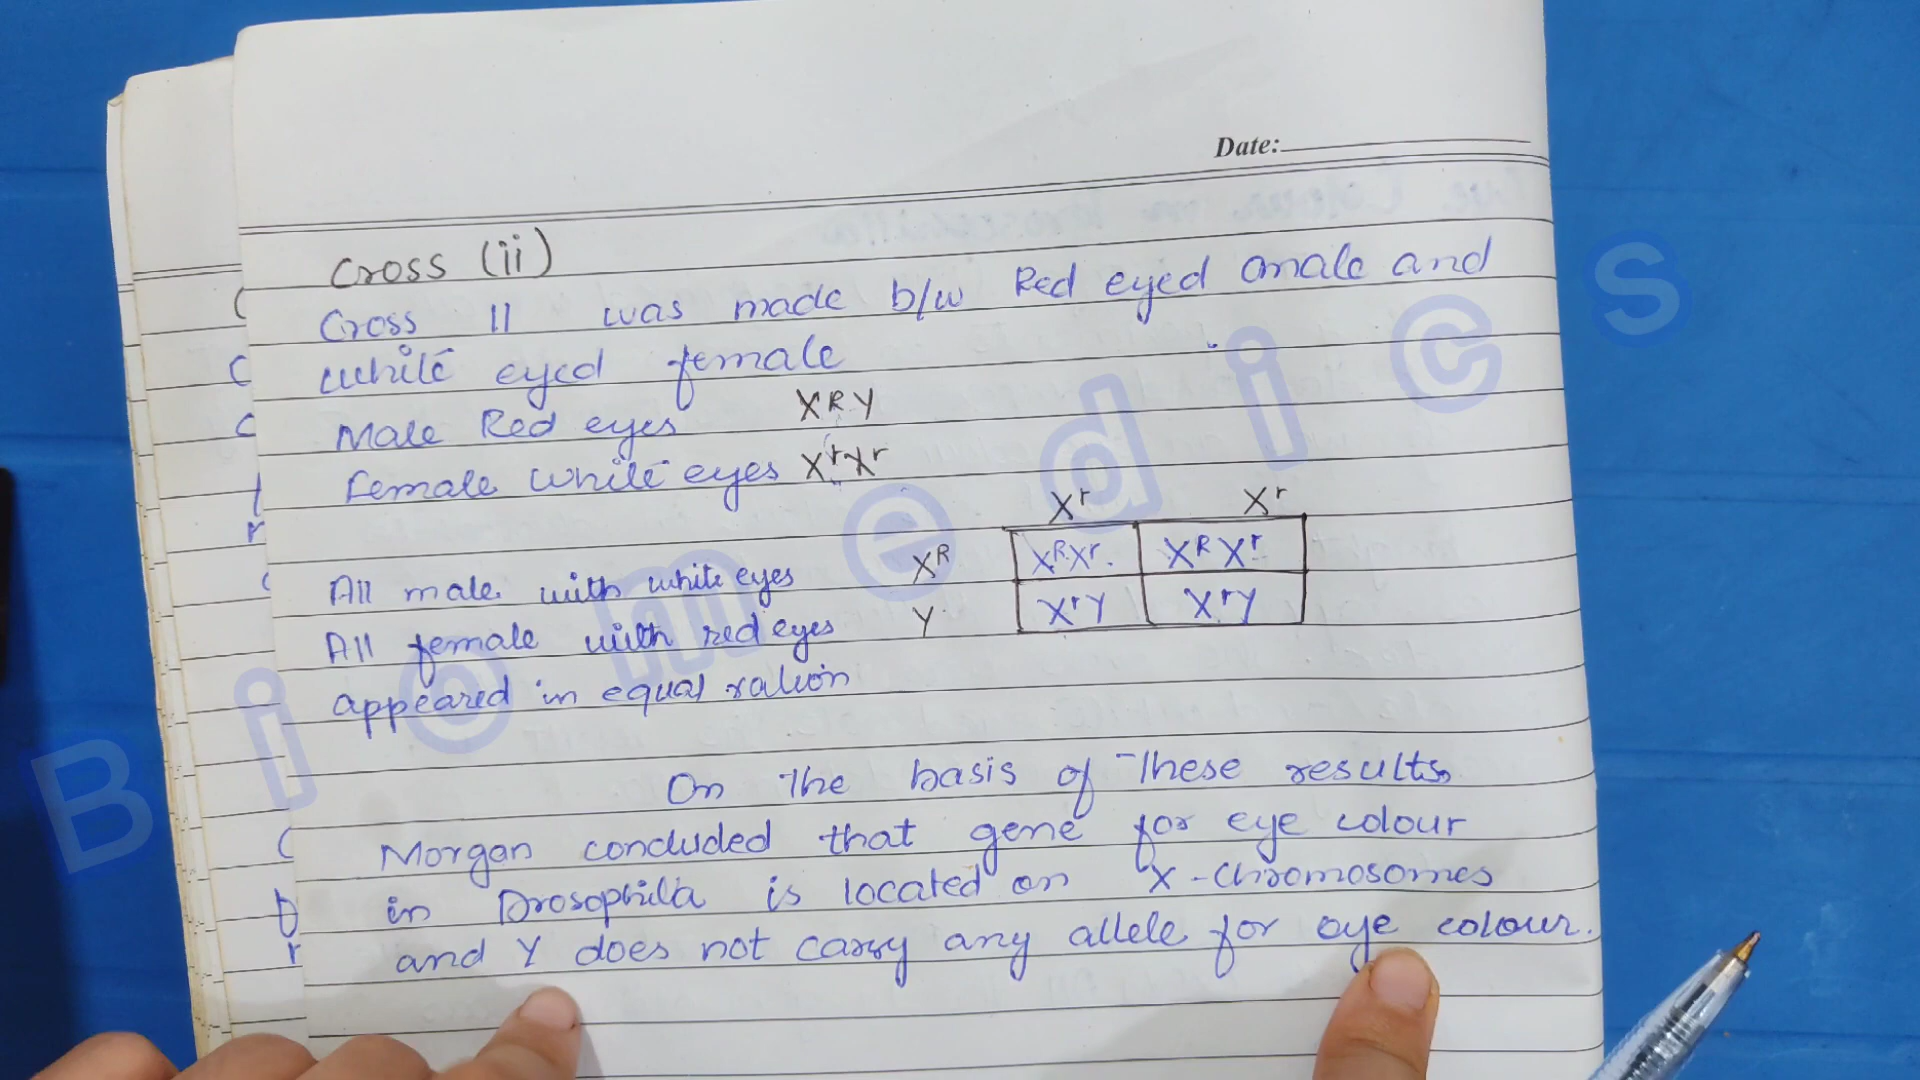 Date:
Cross (ii)
Cross II was made b/w Red eyed male and
white eyed female
Male Red eyes XᴿY
Female white eyes XʳXʳ
Xʳ Xʳ
All male with white eyes Xᴿ XᴿXʳ. XᴿXʳ
All female with red eyes Y XʳY XʳY
appeared in equal ration
On the basis of These results
Morgan concluded that gene for eye colour
in Drosophila is located on X-chromosomes
and Y does not carry any allele for eye colour.
Biomedics